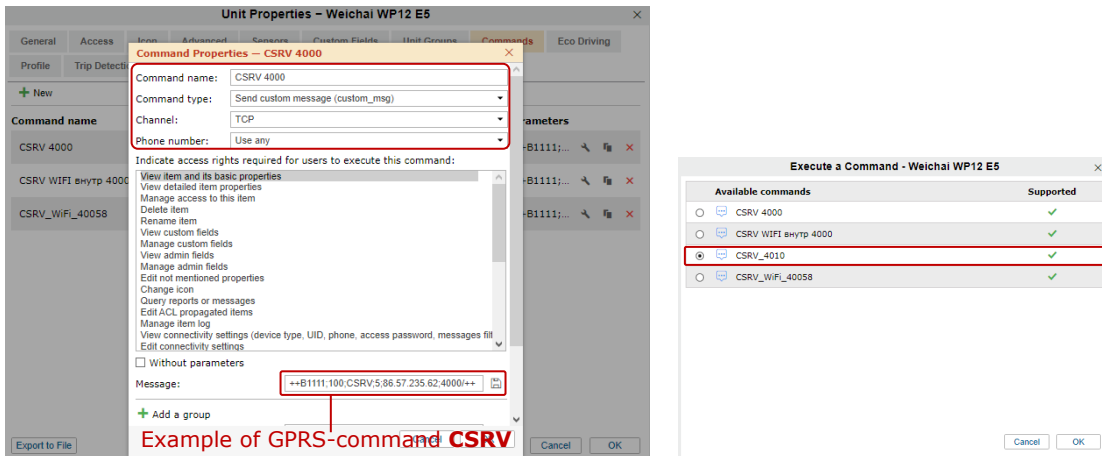 Unit Properties – Weichai WP12 E5
General Access Icon Advanced Sensors Custom Fields Unit Groups Commands Eco Driving
Profile Trip
New
Command name
CSRV 4000
CSRV WIFI внутр 4000
CSRV_WiFi_40058
B1111;...
B1111;...
B1111;...
Export to File
Cancel OK
Command Properties — CSRV 4000
Command name: CSRV 4000
Command type: Send custom message (custom_msg)
Channel: TCP
Phone number: Use any
Indicate access rights required for users to execute this command:
View item and its basic properties
View detailed item properties
Manage access to this item
Delete item
Rename item
View custom fields
Manage custom fields
View admin fields
Manage admin fields
Edit not mentioned properties
Change icon
Query reports or messages
Edit ACL propagated items
Manage item log
View connectivity settings (device type, UID, phone, access password, messages filt
Edit connectivity settings
Without parameters
Message: ++B1111;100;CSRV;5;86.57.235.62;4000/++
Add a group
Cancel
Example of GPRS-command CSRV
Execute a Command - Weichai WP12 E5
Available commands Supported
CSRV 4000
CSRV WIFI внутр 4000
CSRV_4010
CSRV_WiFi_40058
Cancel OK